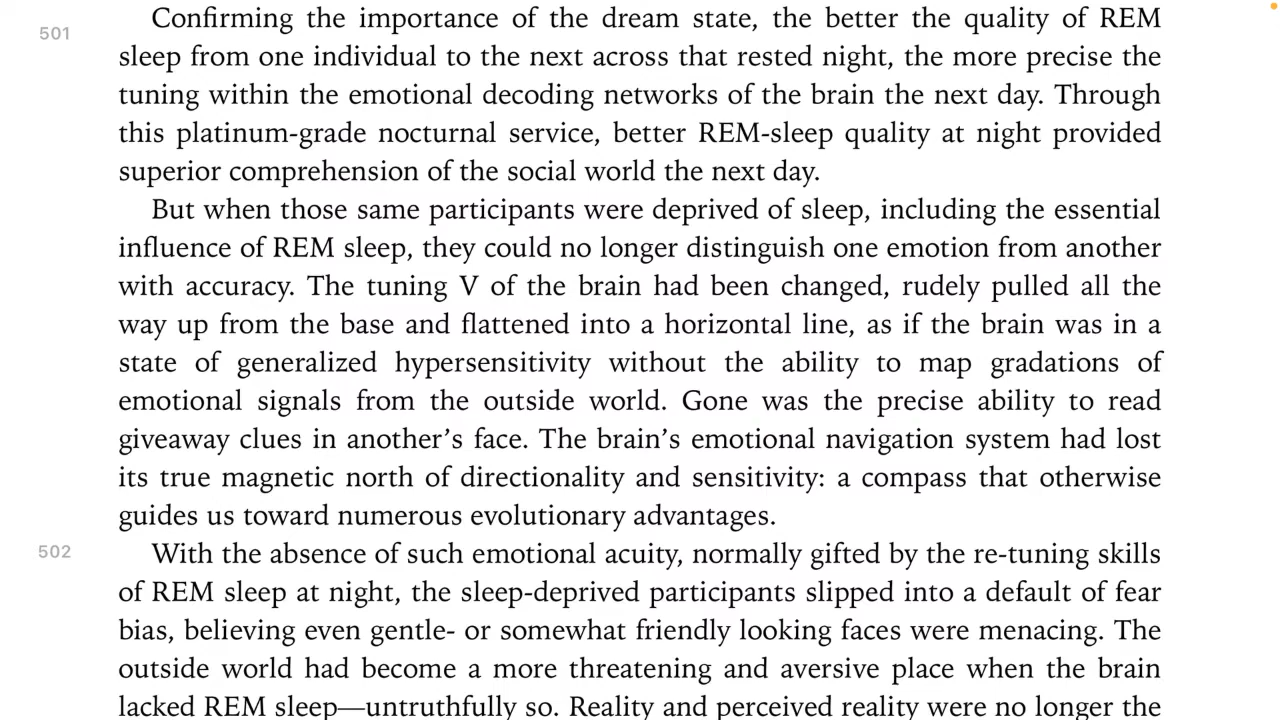 501
Confirming the importance of the dream state, the better the quality of REM
sleep from one individual to the next across that rested night, the more precise the
tuning within the emotional decoding networks of the brain the next day. Through
this platinum-grade nocturnal service, better REM-sleep quality at night provided
superior comprehension of the social world the next day.
But when those same participants were deprived of sleep, including the essential
influence of REM sleep, they could no longer distinguish one emotion from another
with accuracy. The tuning V of the brain had been changed, rudely pulled all the
way up from the base and flattened into a horizontal line, as if the brain was in a
state of generalized hypersensitivity without the ability to map gradations of
emotional signals from the outside world. Gone was the precise ability to read
giveaway clues in another’s face. The brain’s emotional navigation system had lost
its true magnetic north of directionality and sensitivity: a compass that otherwise
guides us toward numerous evolutionary advantages.
502
With the absence of such emotional acuity, normally gifted by the re-tuning skills
of REM sleep at night, the sleep-deprived participants slipped into a default of fear
bias, believing even gentle- or somewhat friendly looking faces were menacing. The
outside world had become a more threatening and aversive place when the brain
lacked REM sleep—untruthfully so. Reality and perceived reality were no longer the